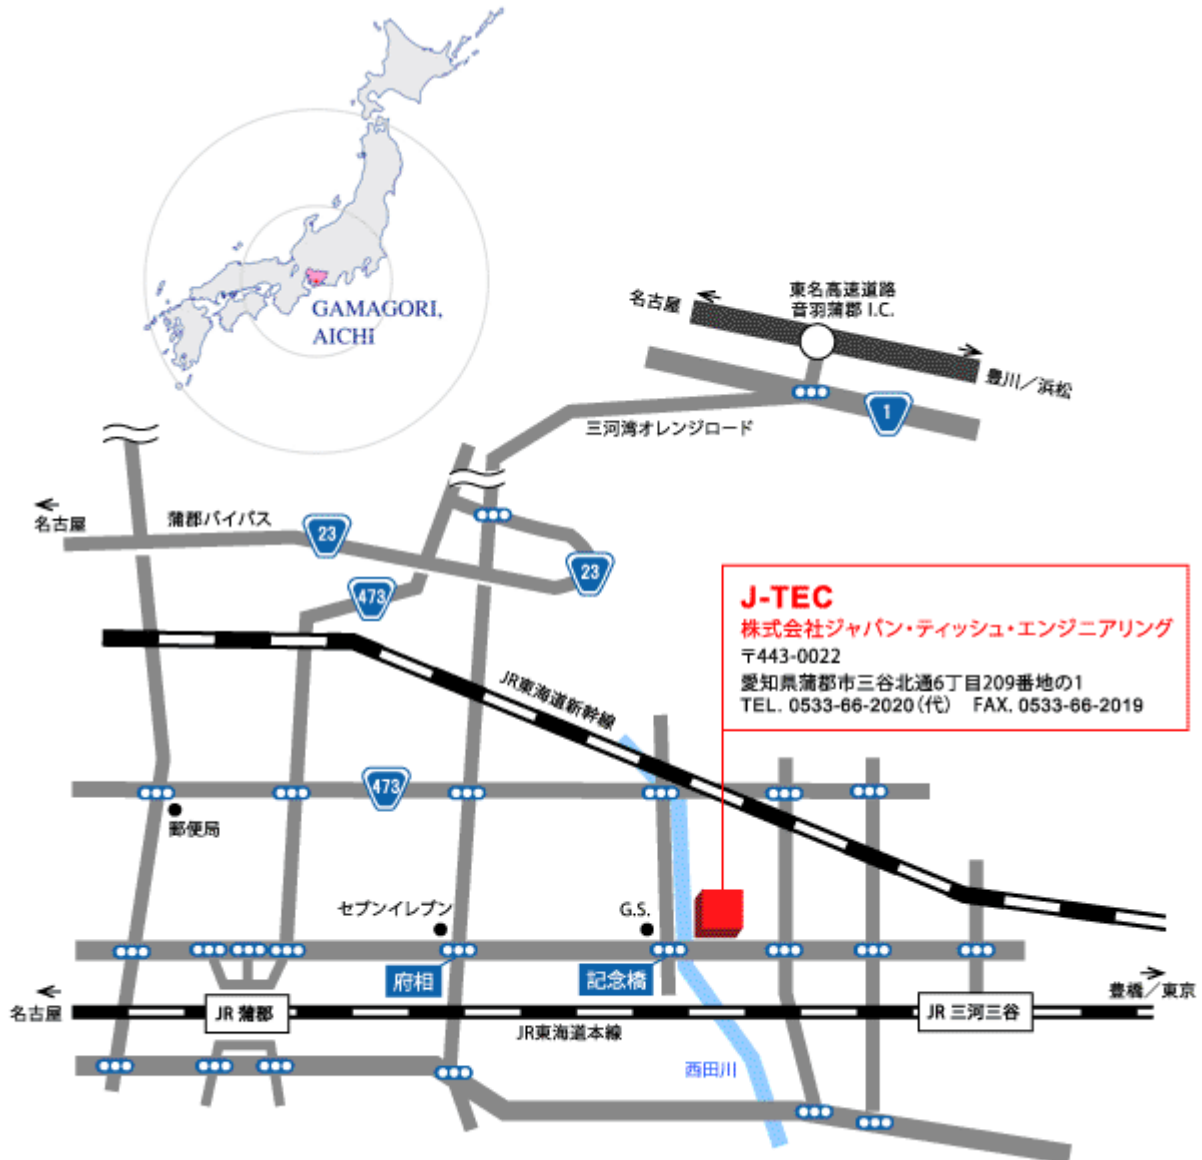 GAMAGORI,
AICHI
東名高速道路
音羽蒲郡 I.C.
名古屋
豊川／浜松
1
三河湾オレンジロード
名古屋
蒲郡バイパス
23
23
473
J-TEC
株式会社ジャパン・ティッシュ・エンジニアリング
〒443-0022
愛知県蒲郡市三谷北通6丁目209番地の1
TEL. 0533-66-2020(代) FAX. 0533-66-2019
JR東海道新幹線
473
郵便局
セブンイレブン
G.S.
府相
記念橋
名古屋
JR 蒲郡
JR東海道本線
JR 三河三谷
豊橋／東京
西田川